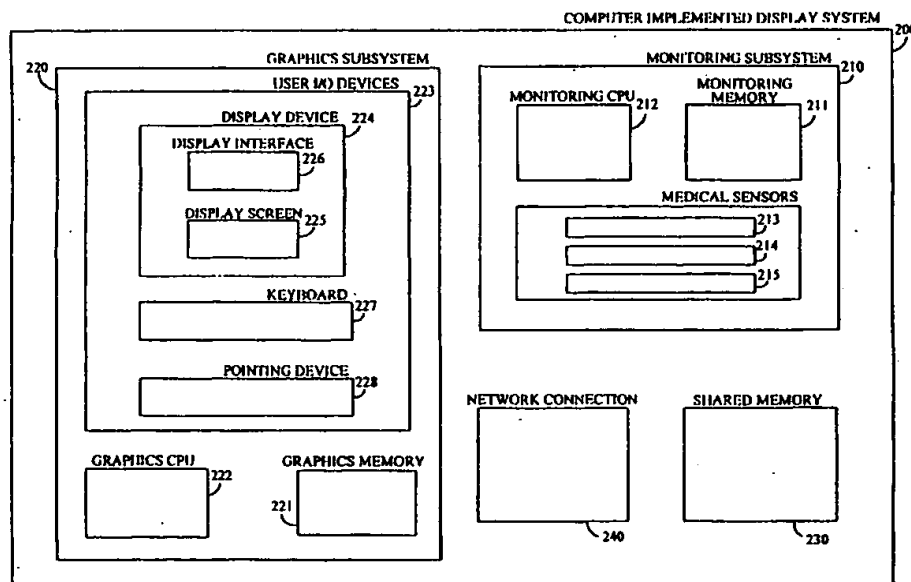 COMPUTER IMPLEMENTED DISPLAY SYSTEM
200
GRAPHICS SUBSYSTEM
220
USER I/O DEVICES
223
DISPLAY DEVICE
224
DISPLAY INTERFACE
226
DISPLAY SCREEN
225
KEYBOARD
227
POINTING DEVICE
228
GRAPHICS CPU
222
GRAPHICS MEMORY
221
MONITORING SUBSYSTEM
210
MONITORING CPU
212
MONITORING
MEMORY
211
MEDICAL SENSORS
213
214
215
NETWORK CONNECTION
240
SHARED MEMORY
230